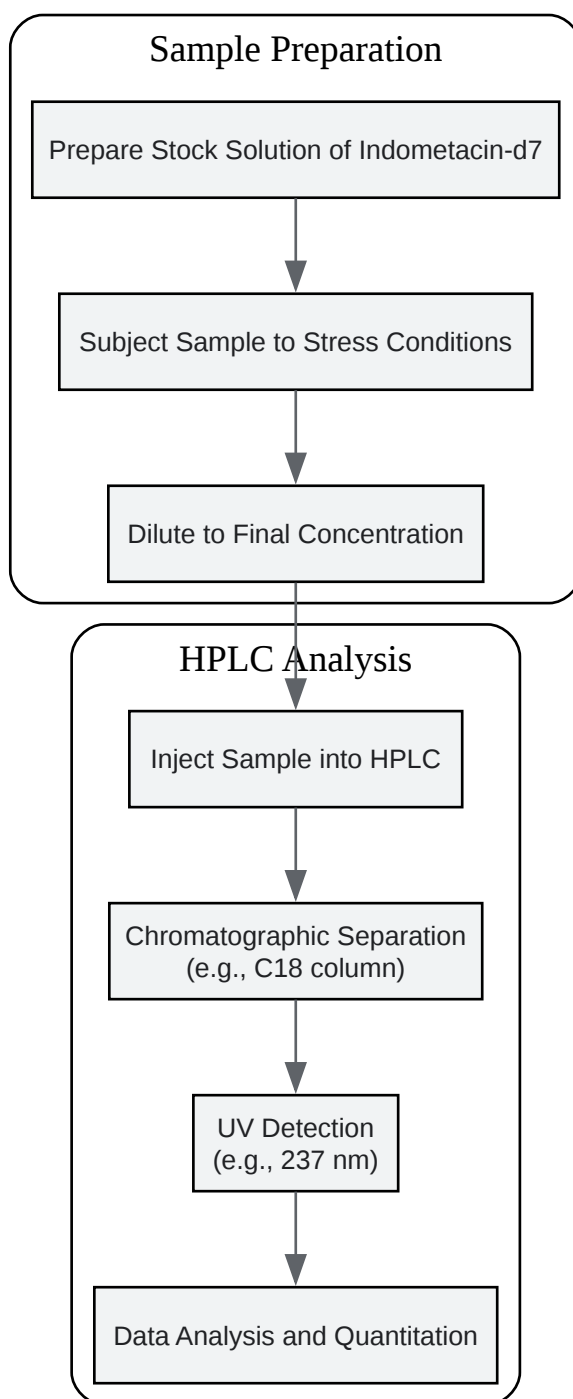 Sample Preparation
Prepare Stock Solution of Indometacin-d7
Subject Sample to Stress Conditions
Dilute to Final Concentration
HPLC Analysis
Inject Sample into HPLC
Chromatographic Separation
(e.g., C18 column)
UV Detection
(e.g., 237 nm)
Data Analysis and Quantitation